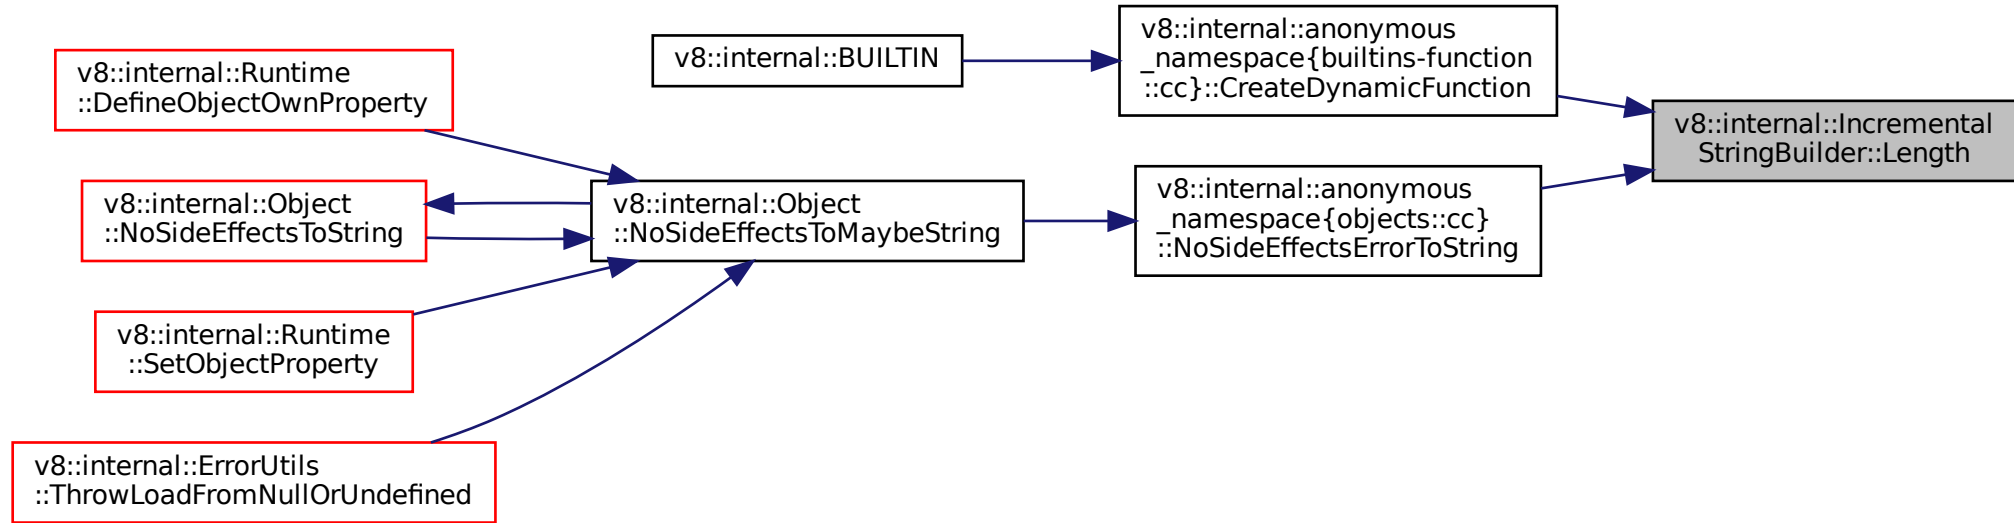 v8::internal::Runtime
::DefineObjectOwnProperty
v8::internal::Object
::NoSideEffectsToString
v8::internal::Runtime
::SetObjectProperty
v8::internal::ErrorUtils
::ThrowLoadFromNullOrUndefined
v8::internal::BUILTIN
v8::internal::Object
::NoSideEffectsToMaybeString
v8::internal::anonymous
_namespace{builtins-function
::cc}::CreateDynamicFunction
v8::internal::anonymous
_namespace{objects::cc}
::NoSideEffectsErrorToString
v8::internal::Incremental
StringBuilder::Length